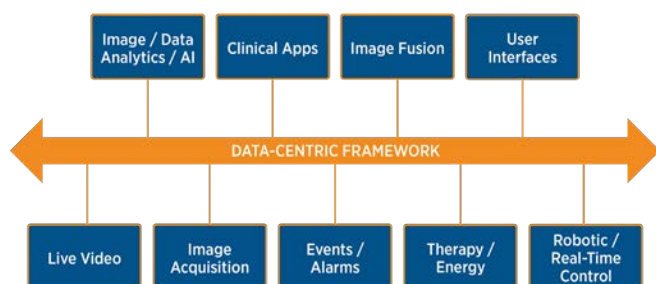 Image / Data
Analytics / AI
Clinical Apps
Image Fusion
User
Interfaces
DATA-CENTRIC FRAMEWORK
Live Video
Image
Acquisition
Events /
Alarms
Therapy /
Energy
Robotic /
Real-Time
Control